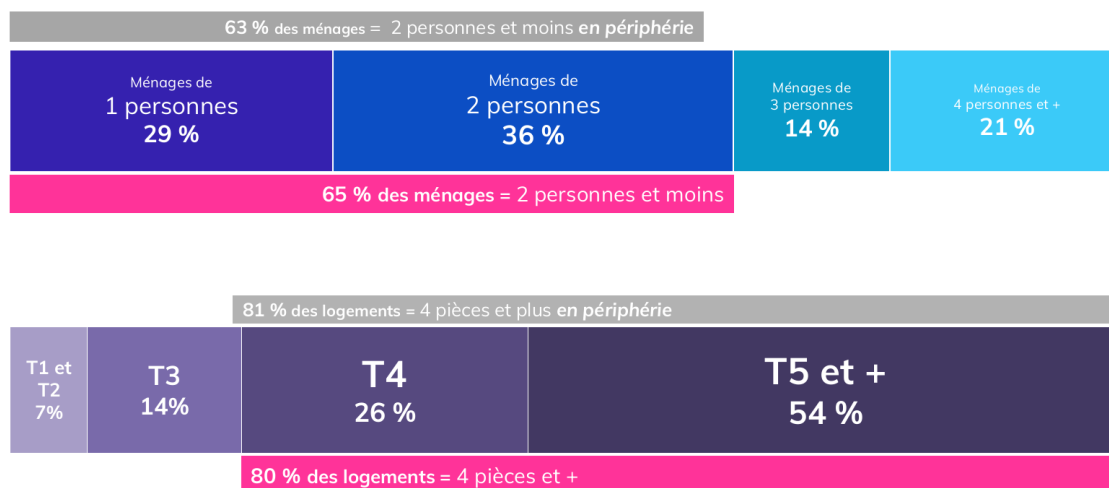 63 % des ménages = 2 personnes et moins en périphérie
Ménages de
1 personnes
29 %
Ménages de
2 personnes
36 %
Ménages de
3 personnes
14 %
Ménages de
4 personnes et +
21 %
65 % des ménages = 2 personnes et moins
81 % des logements = 4 pièces et plus en périphérie
T1 et
T2
7%
T3
14%
T4
26 %
T5 et +
54 %
80 % des logements = 4 pièces et +